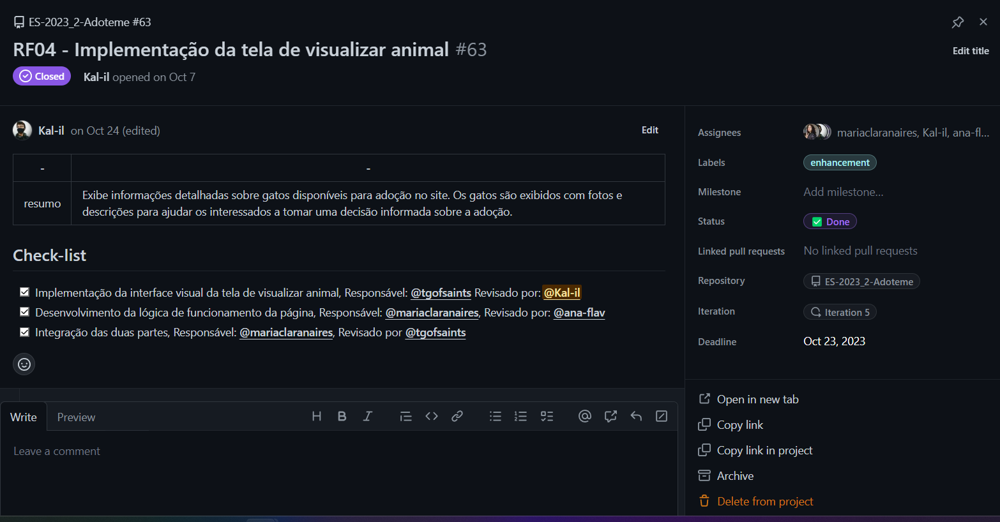 ES-2023_2-Adoteme #63
RF04 - Implementação da tela de visualizar animal #63
Edit title
Closed
Kal-il opened on Oct 7
Kal-il on Oct 24 (edited)
Edit
-
-
resumo
Exibe informações detalhadas sobre gatos disponíveis para adoção no site. Os gatos são exibidos com fotos e
descrições para ajudar os interessados a tomar uma decisão informada sobre a adoção.
Check-list
Implementação da interface visual da tela de visualizar animal, Responsável: @tgofsaints Revisado por: @Kal-il
Desenvolvimento da lógica de funcionamento da página, Responsável: @mariaclaranaires, Revisado por: @ana-flav
Integração das duas partes, Responsável: @mariaclaranaires, Revisado por @tgofsaints
Write
Preview
Leave a comment
Assignees
mariaclaranaires, Kal-il, ana-fl...
Labels
enhancement
Milestone
Add milestone...
Status
Done
Linked pull requests
No linked pull requests
Repository
ES-2023_2-Adoteme
Iteration
Iteration 5
Deadline
Oct 23, 2023
Open in new tab
Copy link
Copy link in project
Archive
Delete from project